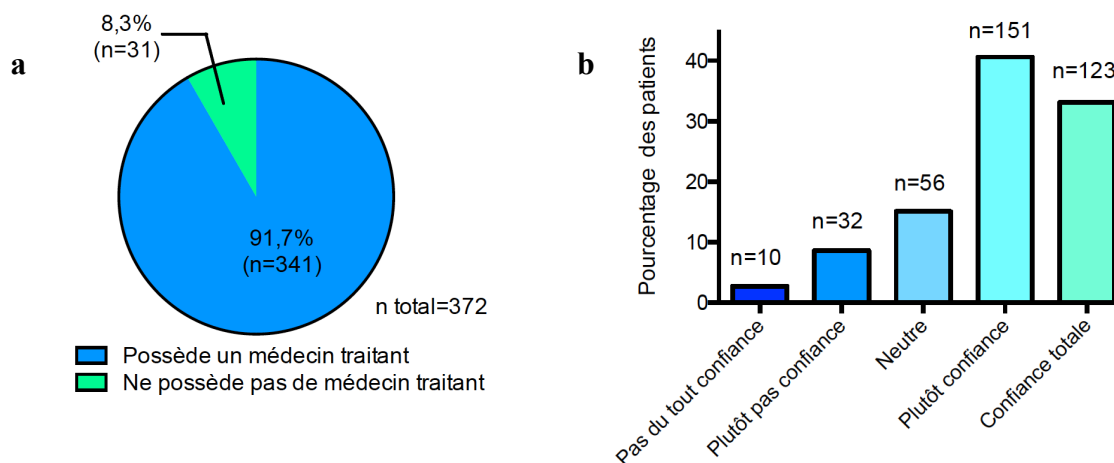 a
8,3%
(n=31)
91,7%
(n=341)
n total=372
Possède un médecin traitant
Ne possède pas de médecin traitant
b
Pourcentage des patients
40
30
20
10
0
n=10
n=32
n=56
n=151
n=123
Pas du tout confiance
Plutôt pas confiance
Neutre
Plutôt confiance
Confiance totale